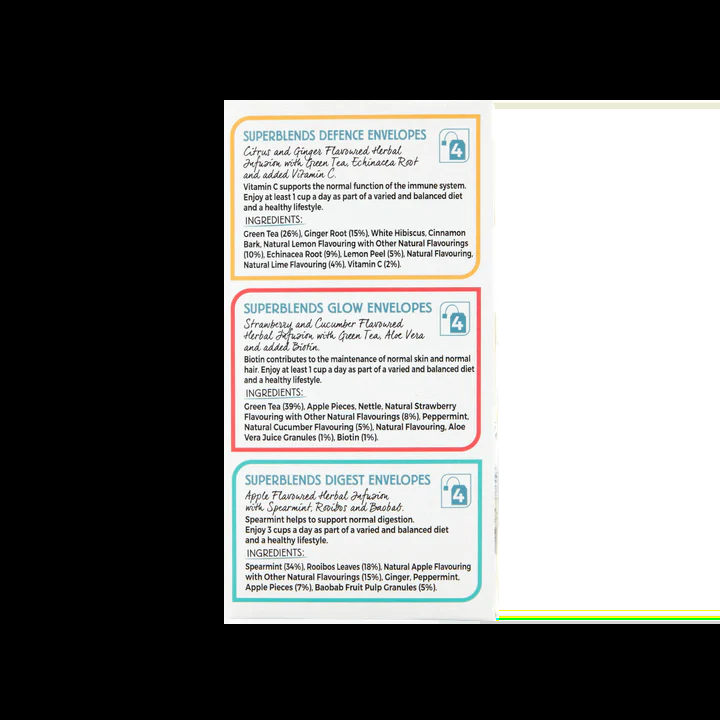 SUPERBLENDS DEFENCE ENVELOPES
4
Citrus and Ginger Flavoured Herbal
Infusion with Green Tea, Echinacea Root
and added Vitamin C.
Vitamin C supports the normal function of the immune system.
Enjoy at least 1 cup a day as part of a varied and balanced diet
and a healthy lifestyle.
INGREDIENTS:
Green Tea (26%), Ginger Root (15%), White Hibiscus, Cinnamon
Bark, Natural Lemon Flavouring with Other Natural Flavourings
(10%), Echinacea Root (9%), Lemon Peel (5%), Natural Flavouring,
Natural Lime Flavouring (4%), Vitamin C (2%).
SUPERBLENDS GLOW ENVELOPES
4
Strawberry and Cucumber Flavoured
Herbal Infusion with Green Tea, Aloe Vera
and added Biotin.
Biotin contributes to the maintenance of normal skin and normal
hair. Enjoy at least 1 cup a day as part of a varied and balanced diet
and a healthy lifestyle.
INGREDIENTS:
Green Tea (39%), Apple Pieces, Nettle, Natural Strawberry
Flavouring with Other Natural Flavourings (8%), Peppermint,
Natural Cucumber Flavouring (5%), Natural Flavouring, Aloe
Vera Juice Granules (1%), Biotin (1%).
SUPERBLENDS DIGEST ENVELOPES
4
Apple Flavoured Herbal Infusion
with Spearmint, Rooibos and Baobab.
Spearmint helps to support normal digestion.
Enjoy 3 cups a day as part of a varied and balanced diet
and a healthy lifestyle.
INGREDIENTS:
Spearmint (34%), Rooibos Leaves (18%), Natural Apple Flavouring
with Other Natural Flavourings (15%), Ginger, Peppermint,
Apple Pieces (7%), Baobab Fruit Pulp Granules (5%).